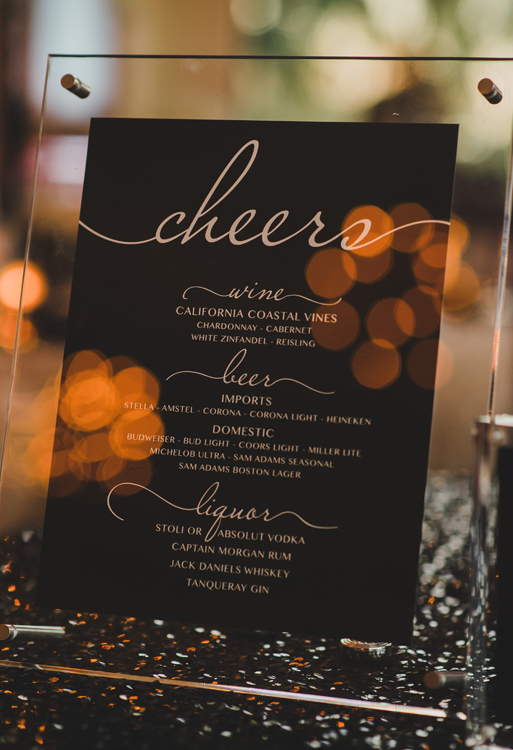 cheers
wine
CALIFORNIA COASTAL VINES
CHARDONNAY - CABERNET
WHITE ZINFANDEL - REISLING
beer
IMPORTS
STELLA - AMSTEL - CORONA - CORONA LIGHT - HEINEKEN
DOMESTIC
BUDWEISER - BUD LIGHT - COORS LIGHT - MILLER LITE
MICHELOB ULTRA - SAM ADAMS SEASONAL
SAM ADAMS BOSTON LAGER
liquor
STOLI OR ABSOLUT VODKA
CAPTAIN MORGAN RUM
JACK DANIELS WHISKEY
TANQUERAY GIN